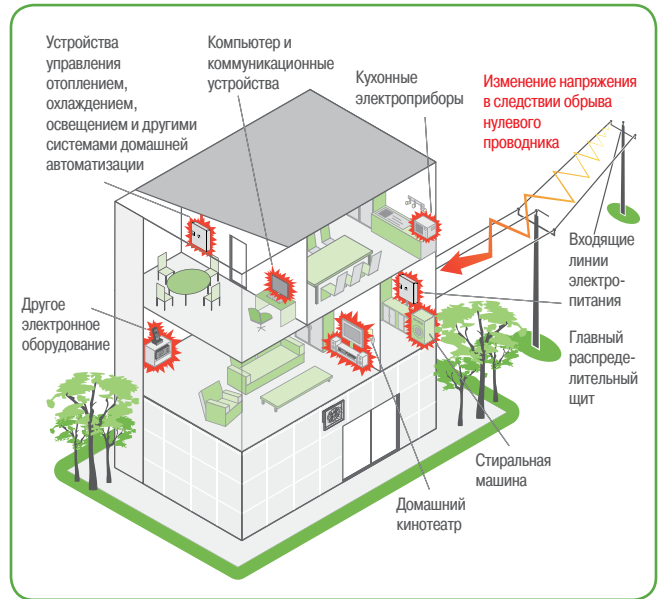 Устройства
управления
отоплением,
охлаждением,
освещением и другими
системами домашней
автоматизации
Компьютер и
коммуникационные
устройства
Кухонные
электроприборы
Изменение напряжения
в следствии обрыва
нулевого
проводника
Входящие
линии
электро-
питания
Главный
распреде-
лительный
щит
Другое
электронное
оборудование
Стиральная
машина
Домашний
кинотеатр